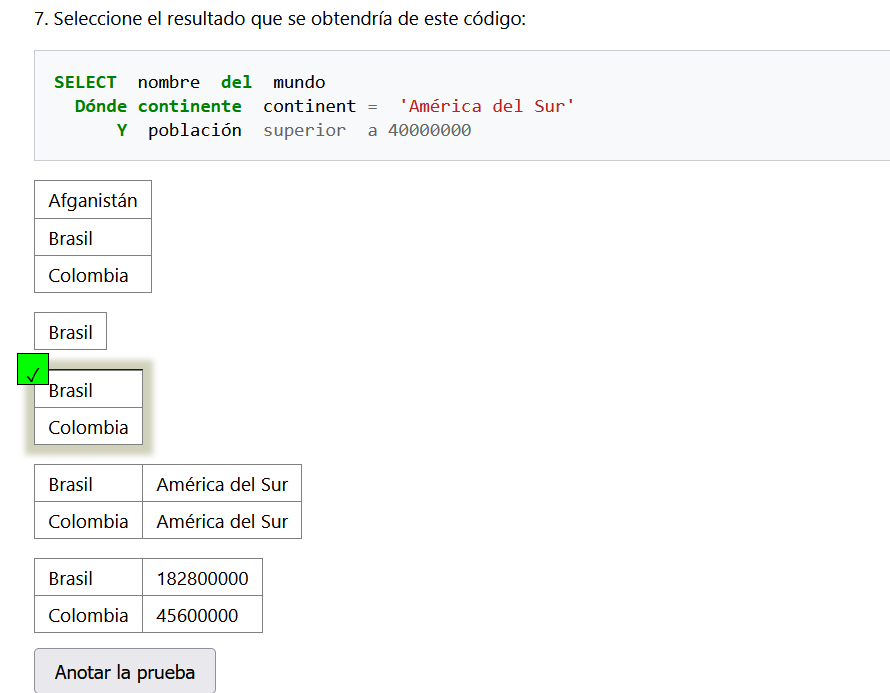 7. Seleccione el resultado que se obtendría de este código:
SELECT nombre del mundo
Dónde continente continent = 'América del Sur'
Y población superior a 40000000
Afganistán
Brasil
Colombia
Brasil
✓
Brasil
Colombia
Brasil América del Sur
Colombia América del Sur
Brasil 182800000
Colombia 45600000
Anotar la prueba